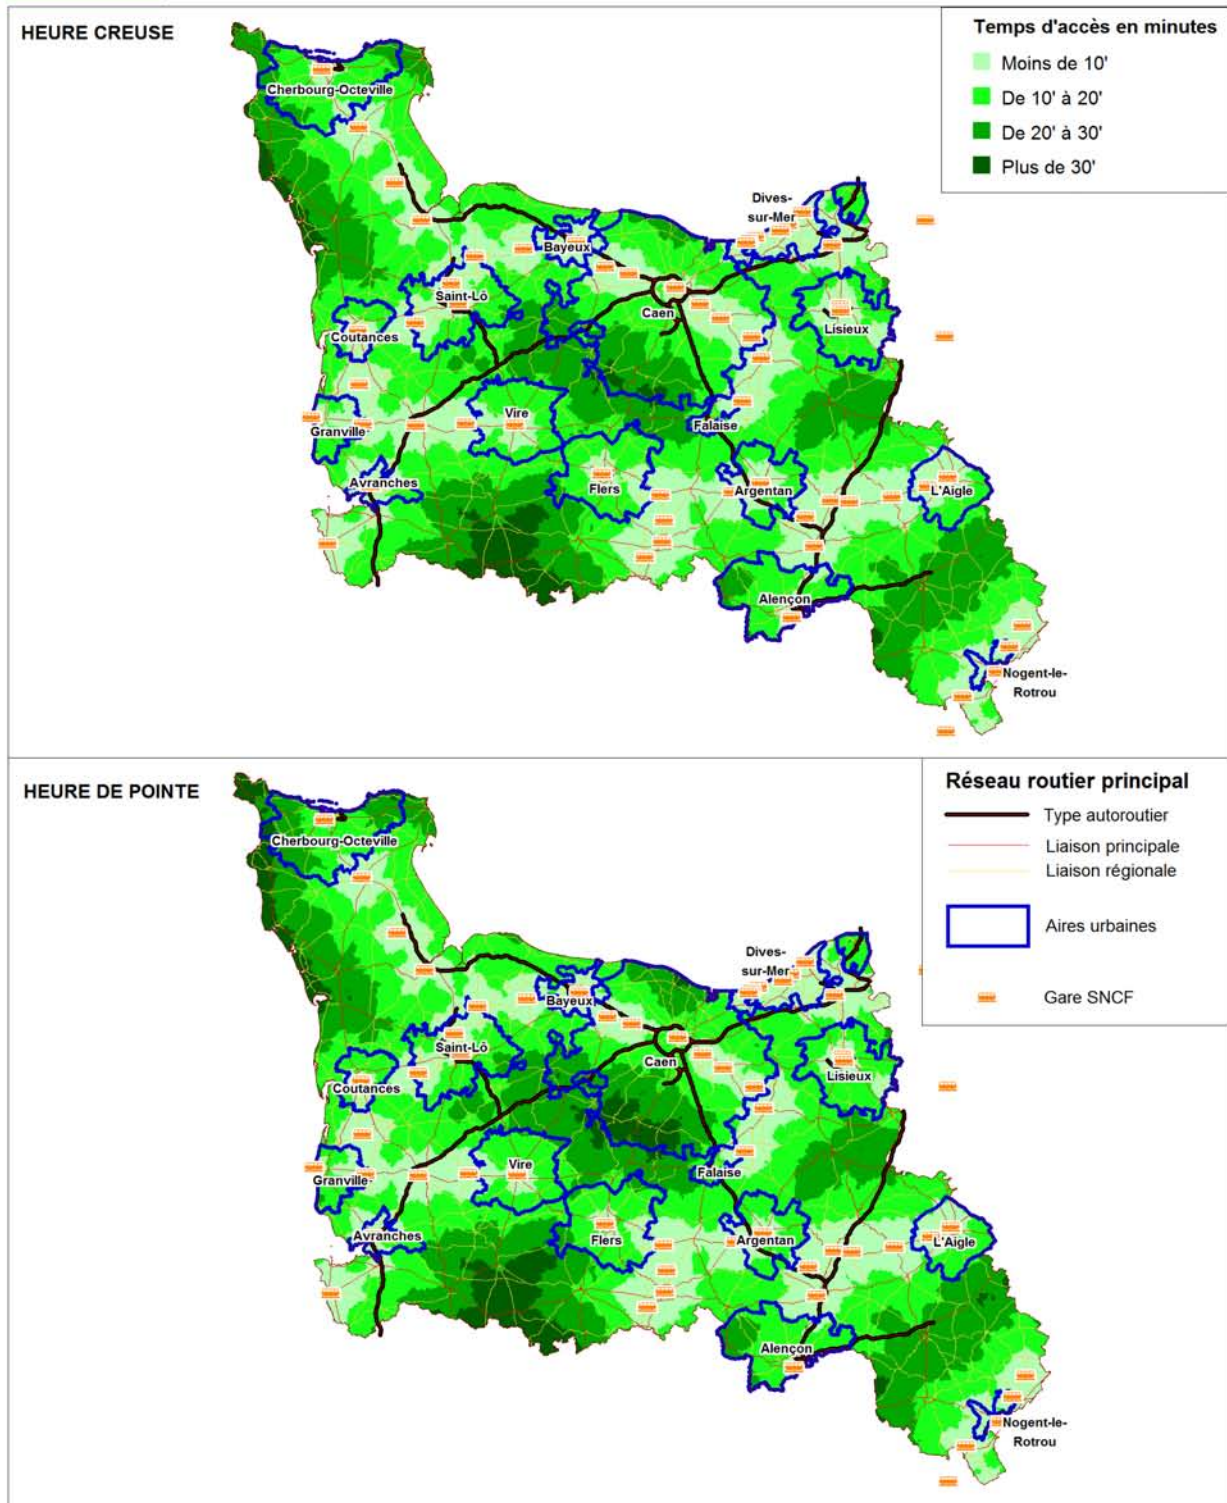 HEURE CREUSE
Temps d'accès en minutes
Moins de 10'
De 10' à 20'
De 20' à 30'
Plus de 30'
Cherbourg-Octeville
Dives-
sur-Mer
Bayeux
Saint-Lô
Caen
Lisieux
Coutances
Granville
Vire
Falaise
Avranches
Flers
Argentan
L'Aigle
Alençon
Nogent-le-
Rotrou
HEURE DE POINTE
Réseau routier principal
Type autoroutier
Liaison principale
Liaison régionale
Aires urbaines
Gare SNCF
Cherbourg-Octeville
Dives-
sur-Mer
Bayeux
Saint-Lô
Caen
Lisieux
Coutances
Granville
Vire
Falaise
Avranches
Flers
Argentan
L'Aigle
Alençon
Nogent-le-
Rotrou